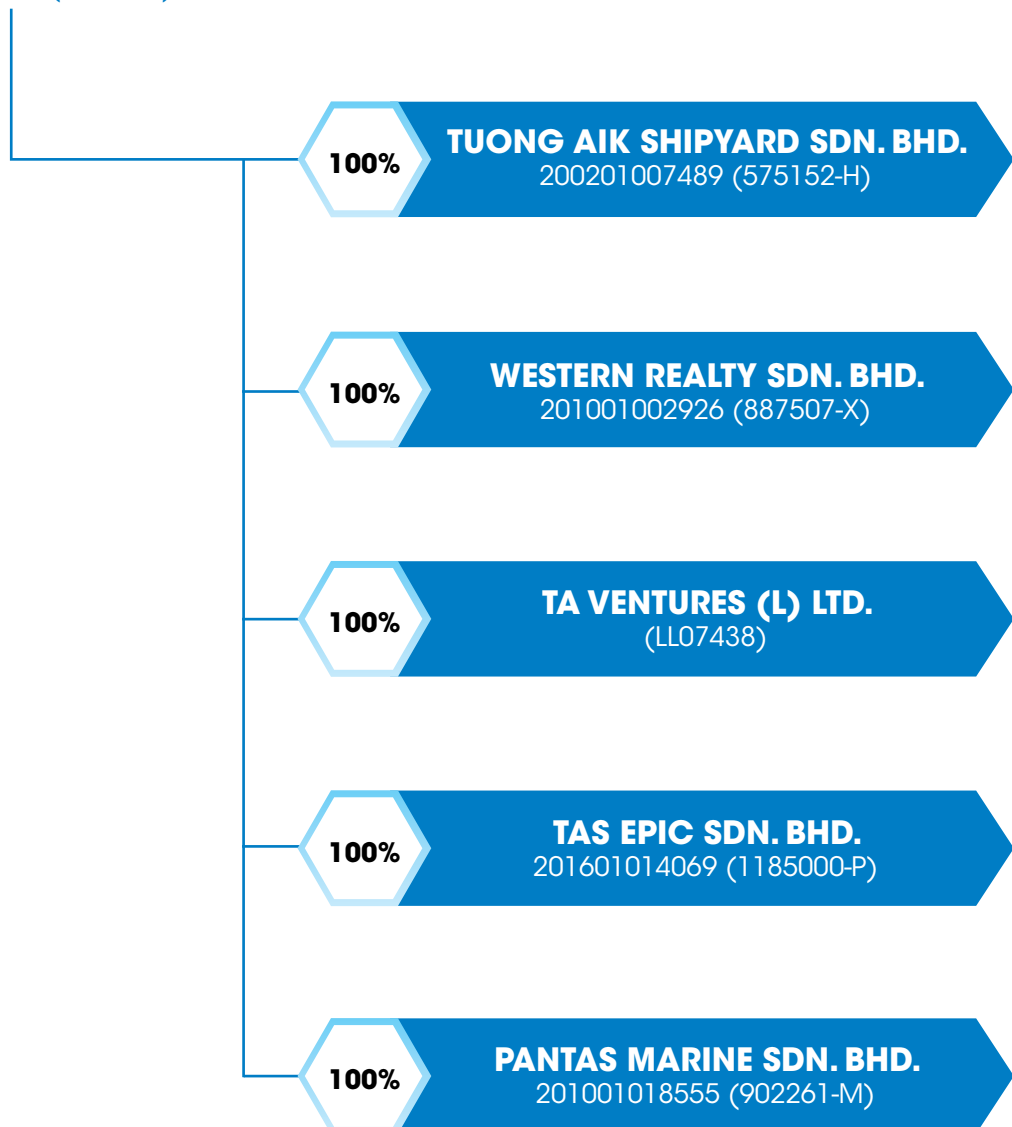 100%
TUONG AIK SHIPYARD SDN. BHD.
200201007489 (575152-H)
100%
WESTERN REALTY SDN. BHD.
201001002926 (887507-X)
100%
TA VENTURES (L) LTD.
(LL07438)
100%
TAS EPIC SDN. BHD.
201601014069 (1185000-P)
100%
PANTAS MARINE SDN. BHD.
201001018555 (902261-M)